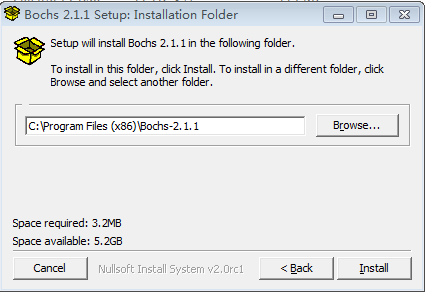 Bochs 2.1.1 Setup: Installation Folder
Setup will install Bochs 2.1.1 in the following folder.
To install in this folder, click Install. To install in a different folder, click
Browse and select another folder.
C:\Program Files (x86)\Bochs-2.1.1
Browse...
Space required: 3.2MB
Space available: 5.2GB
Cancel
Nullsoft Install System v2.0rc1
< Back
Install